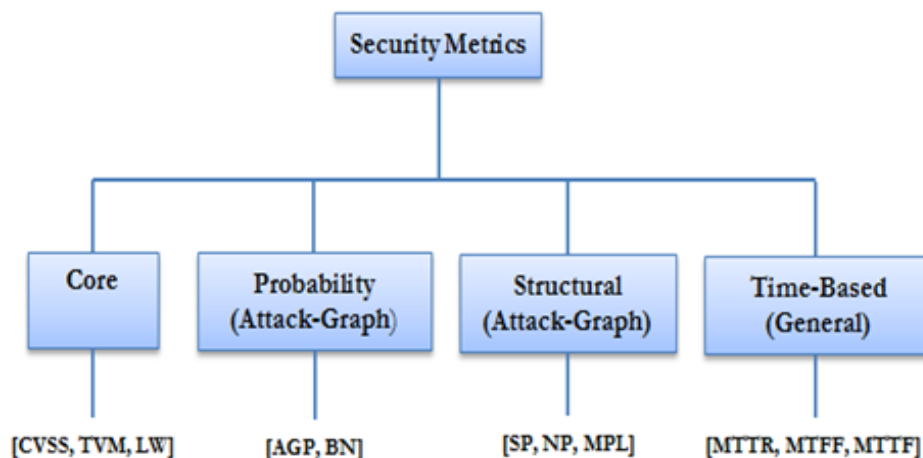 Security Metrics
Core
Probability
(Attack-Graph)
Structural
(Attack-Graph)
Time-Based
(General)
[CVSS, TVM, LW]
[AGP, BN]
[SP, NP, MPL]
[MTTR, MTFF, MTTF]